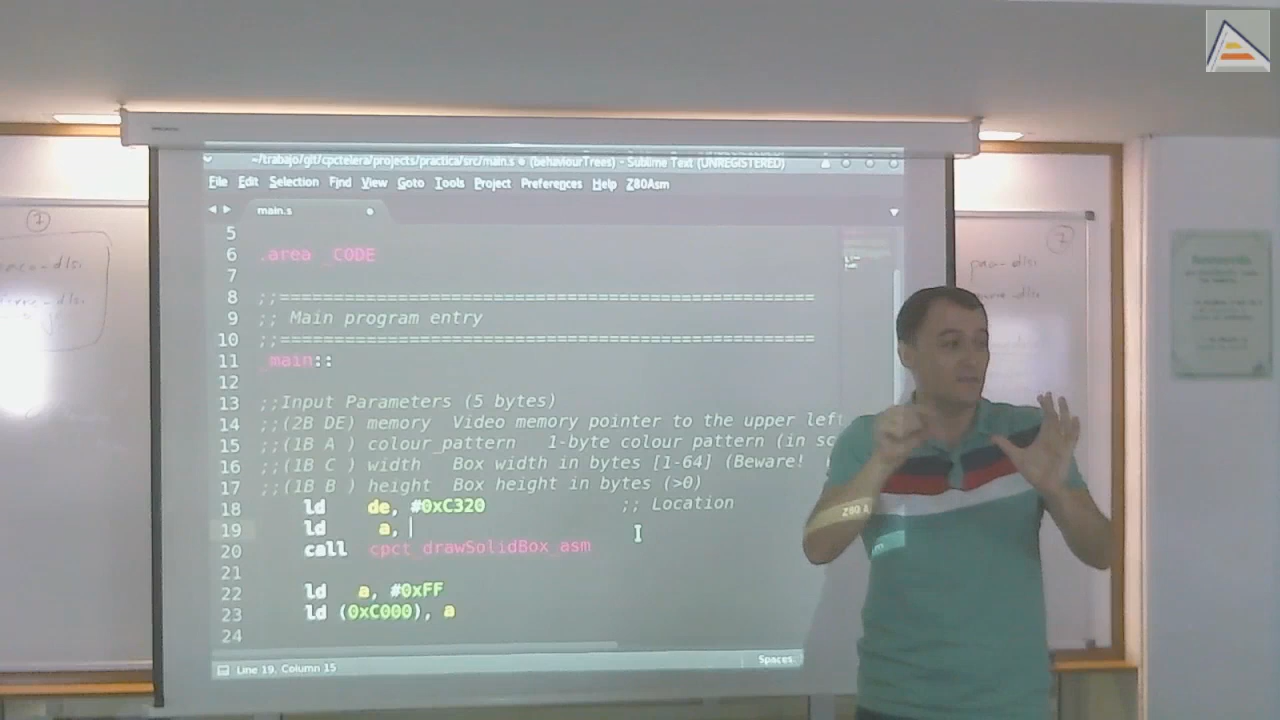 ~/trabajo/git/cpctelera/projects/practica/src/main.s • (behaviourTrees) - Sublime Text (UNREGISTERED)
File Edit Selection Find View Goto Tools Project Preferences Help Z80Asm
main.s
5
6 .area _CODE
7
8 ;;=================================================
9 ;; Main program entry
10 ;;=================================================
11 _main::
12
13 ;;Input Parameters (5 bytes)
14 ;;(2B DE) memory Video memory pointer to the upper left
15 ;;(1B A ) colour_pattern 1-byte colour pattern (in sc
16 ;;(1B C ) width Box width in bytes [1-64] (Beware!
17 ;;(1B B ) height Box height in bytes (>0)
18 ld de, #0xC320 ;; Location
19 ld a,
20 call cpct_drawSolidBox_asm
21
22 ld a, #0xFF
23 ld (0xC000), a
24
Line 19, Column 15
Spaces:
7
7